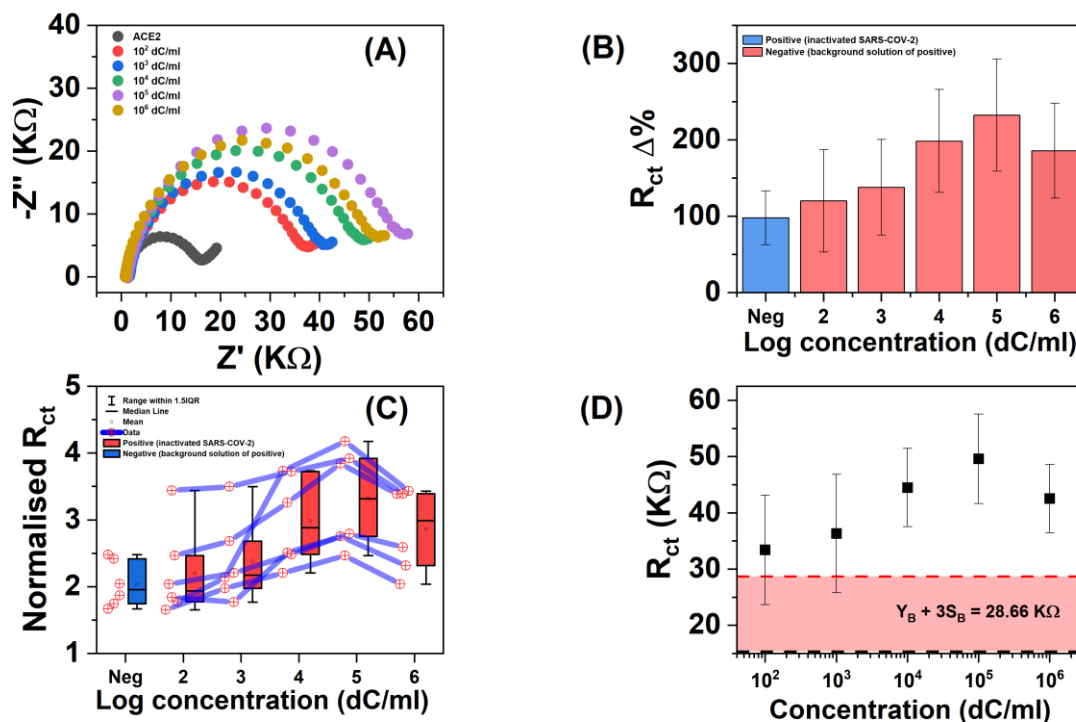 (A)
40
30
20
10
0
-Z'' (KΩ)
ACE2
10² dC/ml
10³ dC/ml
10⁴ dC/ml
10⁵ dC/ml
10⁶ dC/ml
0 10 20 30 40 50 60
Z' (KΩ)
(B)
Positive (inactivated SARS-COV-2)
Negative (background solution of positive)
300
200
100
0
R_ct Δ%
Neg 2 3 4 5 6
Log concentration (dC/ml)
(C)
5
4
3
2
1
Normalised R_ct
Range within 1.5IQR
Median Line
Mean
Data
Positive (inactivated SARS-COV-2)
Negative (background solution of positive)
Neg 2 3 4 5 6
Log concentration (dC/ml)
(D)
60
50
40
30
20
R_ct (KΩ)
Y_B + 3S_B = 28.66 KΩ
10² 10³ 10⁴ 10⁵ 10⁶
Concentration (dC/ml)